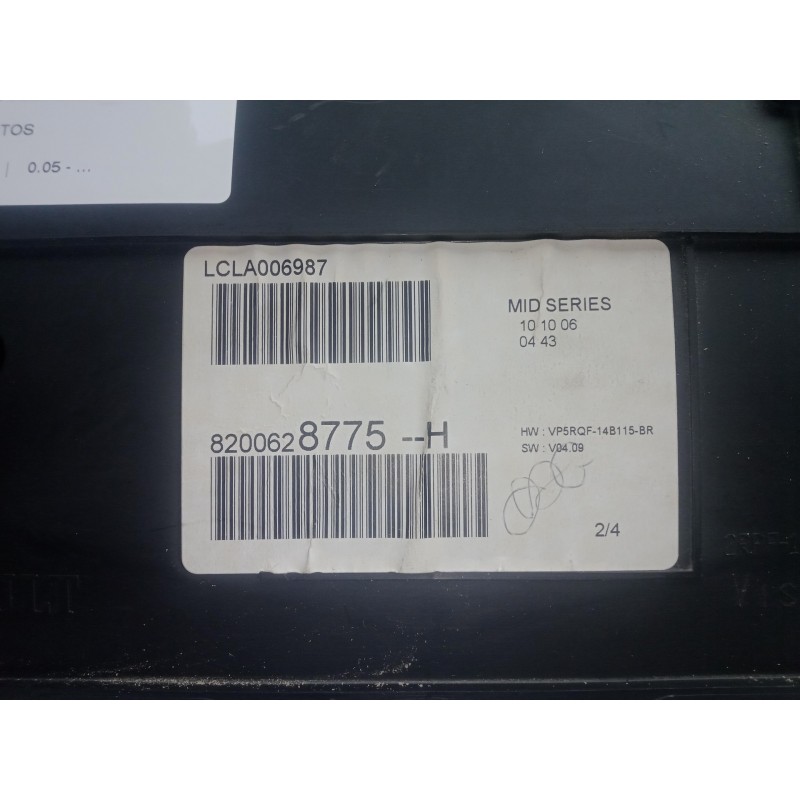 TOS
| 0.05 - ...
LCLA006987
MID SERIES
10 10 06
04 43
8200628775 --H
HW : VP5RQF-14B115-BR
SW : V04.09
2/4